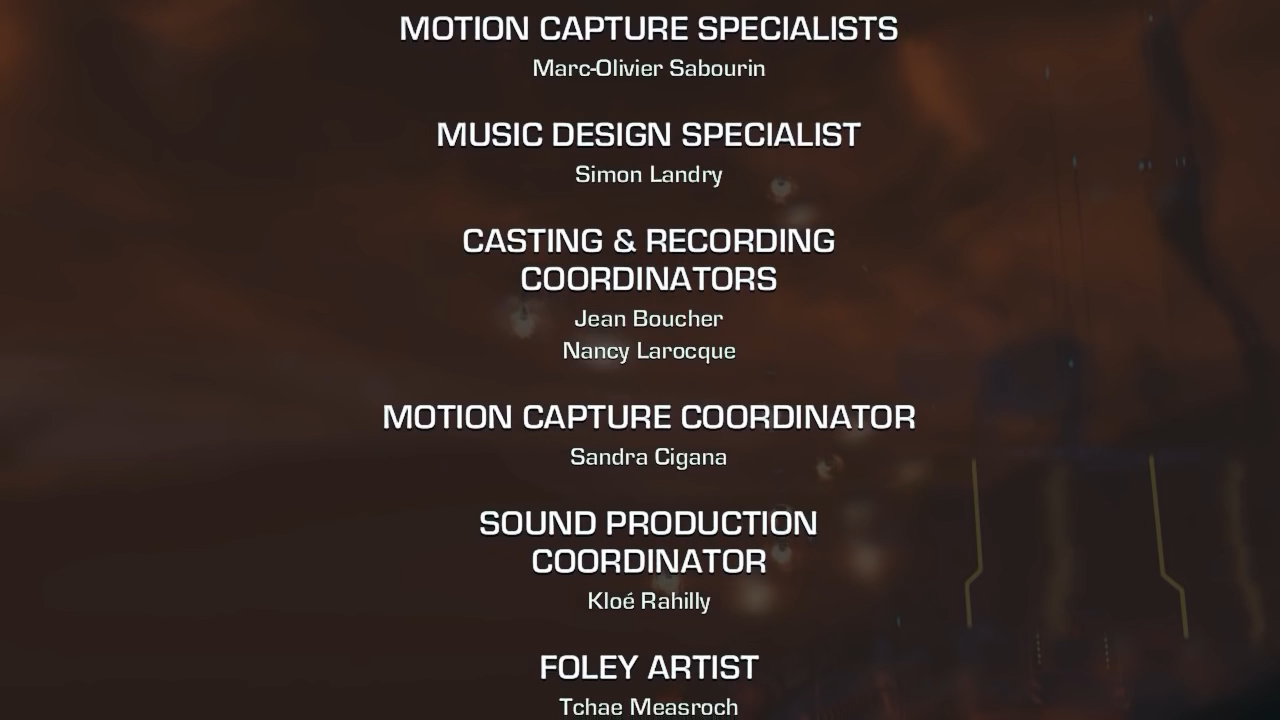 MOTION CAPTURE SPECIALISTS
Marc-Olivier Sabourin
MUSIC DESIGN SPECIALIST
Simon Landry
CASTING & RECORDING
COORDINATORS
Jean Boucher
Nancy Larocque
MOTION CAPTURE COORDINATOR
Sandra Cigana
SOUND PRODUCTION
COORDINATOR
Kloé Rahilly
FOLEY ARTIST
Tchae Measroch